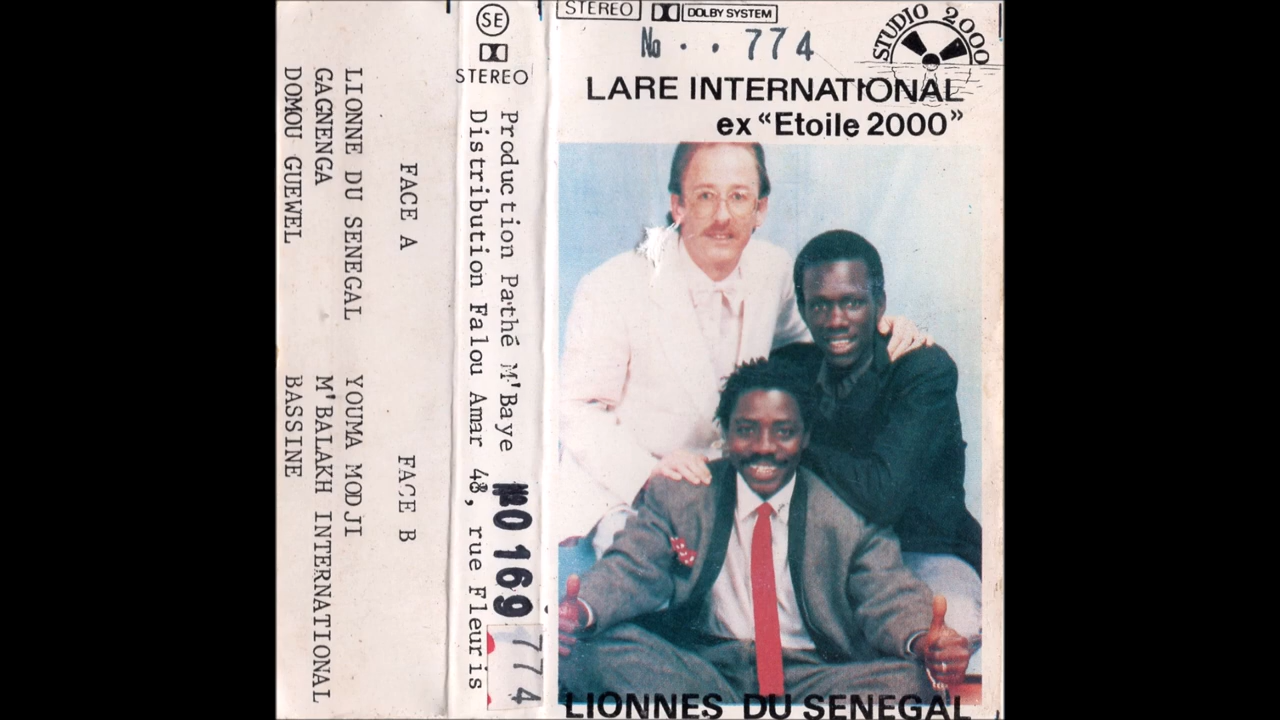 FACE A
LIONNE DU SENEGAL
GAGNENGA
DOMOU GUEWEL
FACE B
YOUMA MODJI
M'BALAKH INTERNATIONAL
BASSINE
SE
STEREO
Production Pathé M'Baye
Distribution Falou Amar 48, rue Fleuris
№0169
774
STEREO
DOLBY SYSTEM
No . . 774
STUDIO 2000
LARE INTERNATIONAL
ex “Etoile 2000”
LIONNES DU SENEGAL